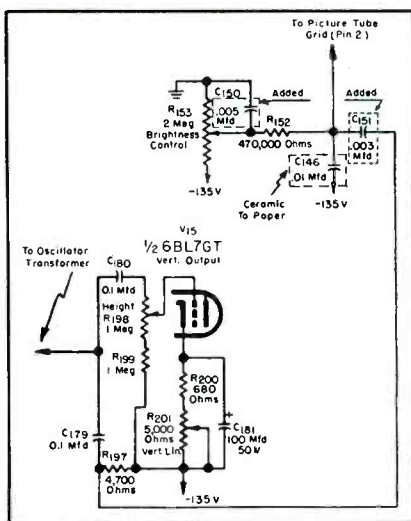 To Picture Tube
Grid (Pin 2)
C150
Added
Added
R153
2 Meg
Brightness
Control
.005
Mfd
R152
470,000 Ohms
C151
.003
Mfd
C146
.01 Mfd
-135V
-135V
Ceramic
To Paper
V15
1/2 6BL7GT
Vert. Output
To Oscillator
Transformer
C180
0.1 Mfd
Height
R198
1 Meg
R199
1 Meg
R200
680
Ohms
R201
5,000
Ohms
Vert Lin.
+
C181
100 Mfd
50 V
C179
0.1 Mfd
R197
4,700
Ohms
-135V